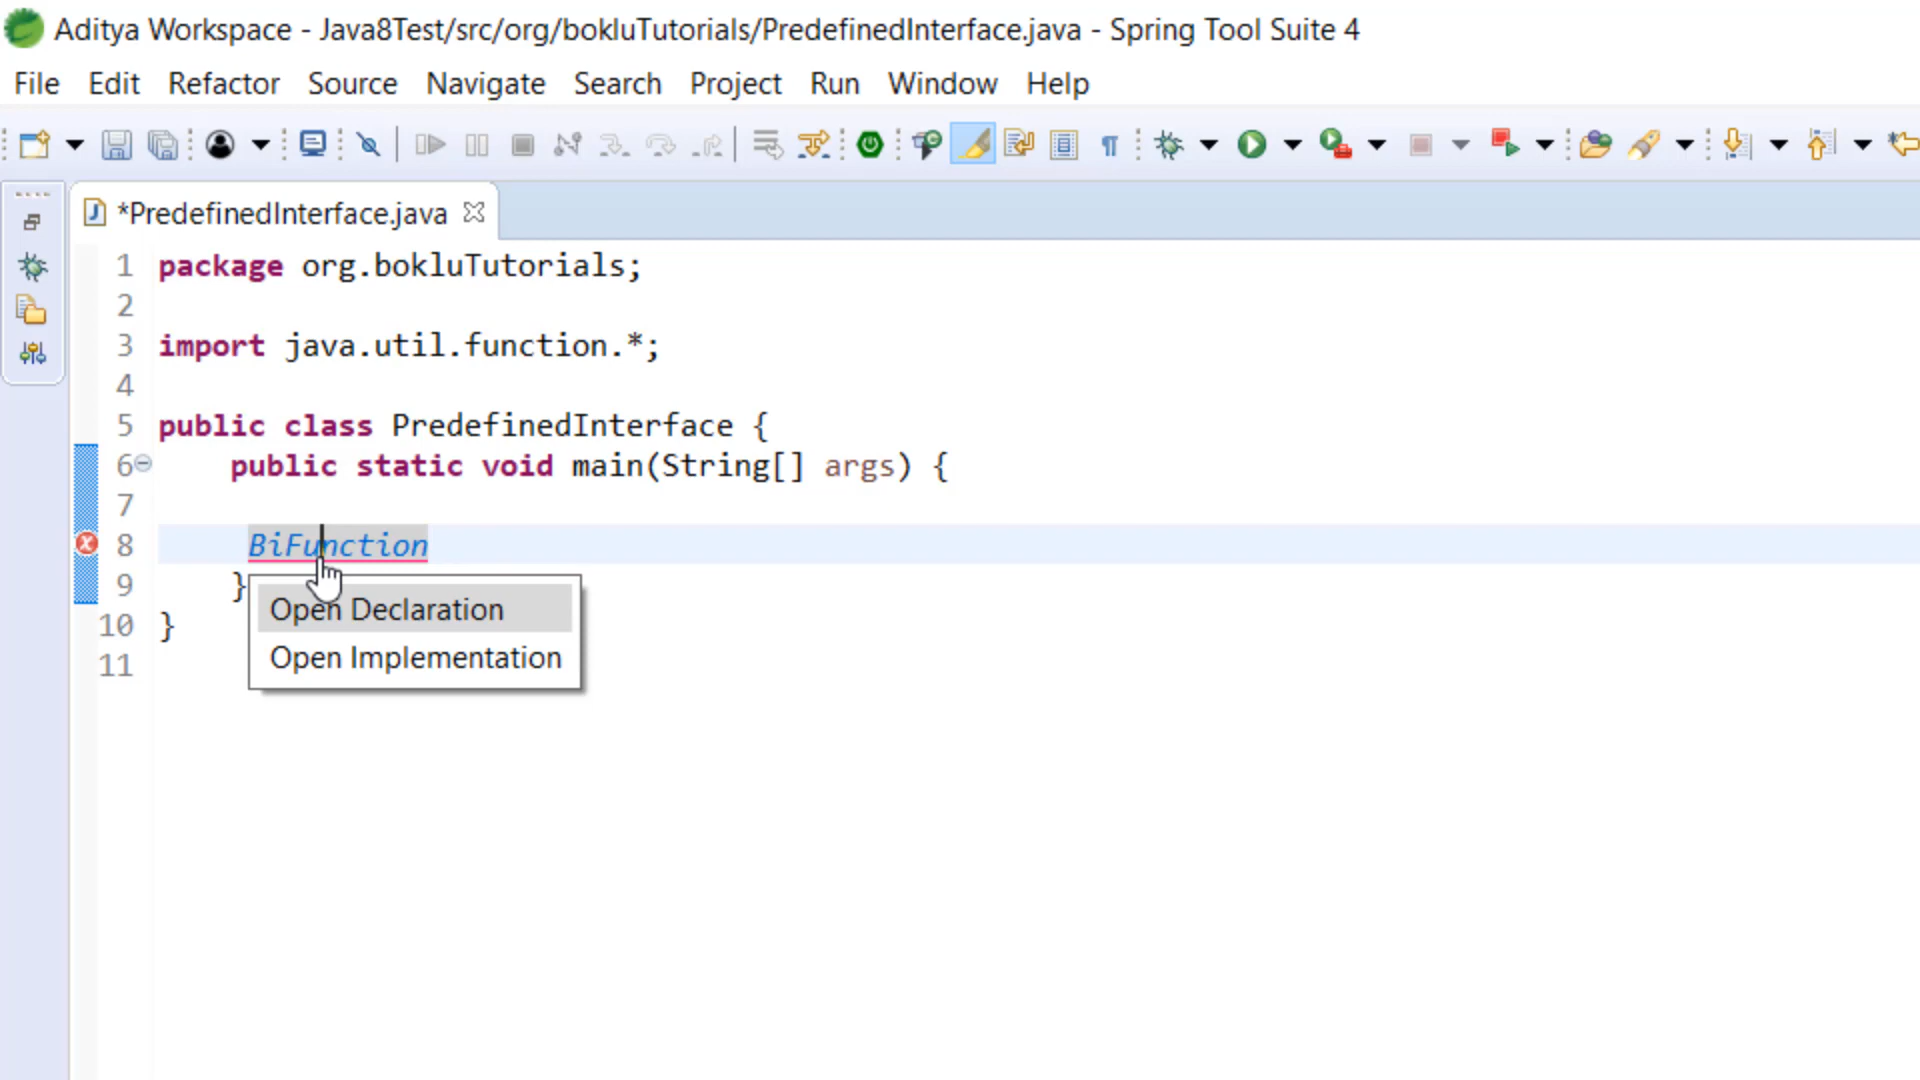 Aditya Workspace - Java8Test/src/org/bokluTutorials/PredefinedInterface.java - Spring Tool Suite 4
File Edit Refactor Source Navigate Search Project Run Window Help
*PredefinedInterface.java
1 package org.bokluTutorials;
2
3 import java.util.function.*;
4
5 public class PredefinedInterface {
6 public static void main(String[] args) {
7
8 BiFunction
9 }
Open Declaration
10 }
Open Implementation
11